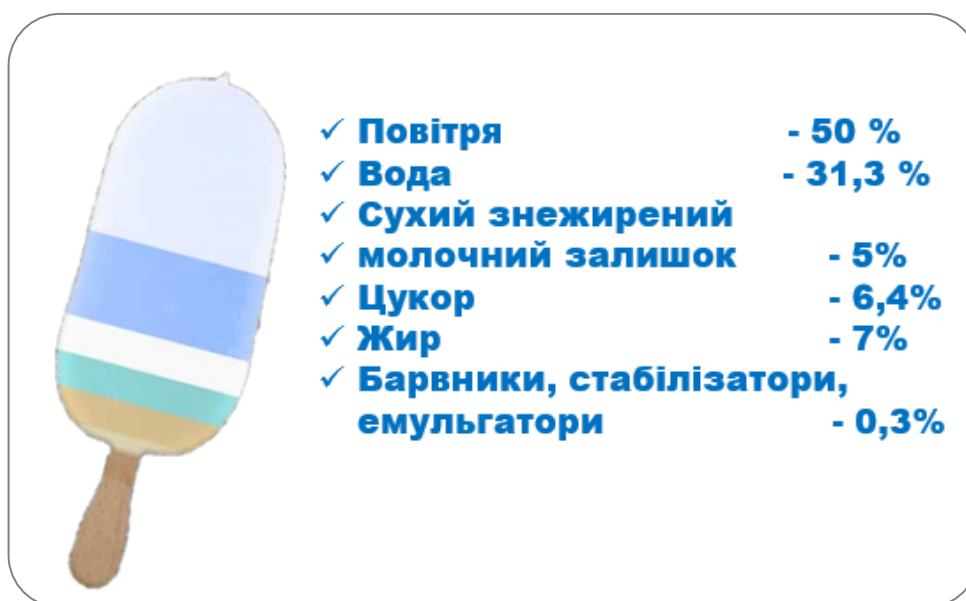 ✓ Повітря - 50 %
✓ Вода - 31,3 %
✓ Сухий знежирений
✓ молочний залишок - 5%
✓ Цукор - 6,4%
✓ Жир - 7%
✓ Барвники, стабілізатори,
емульгатори - 0,3%